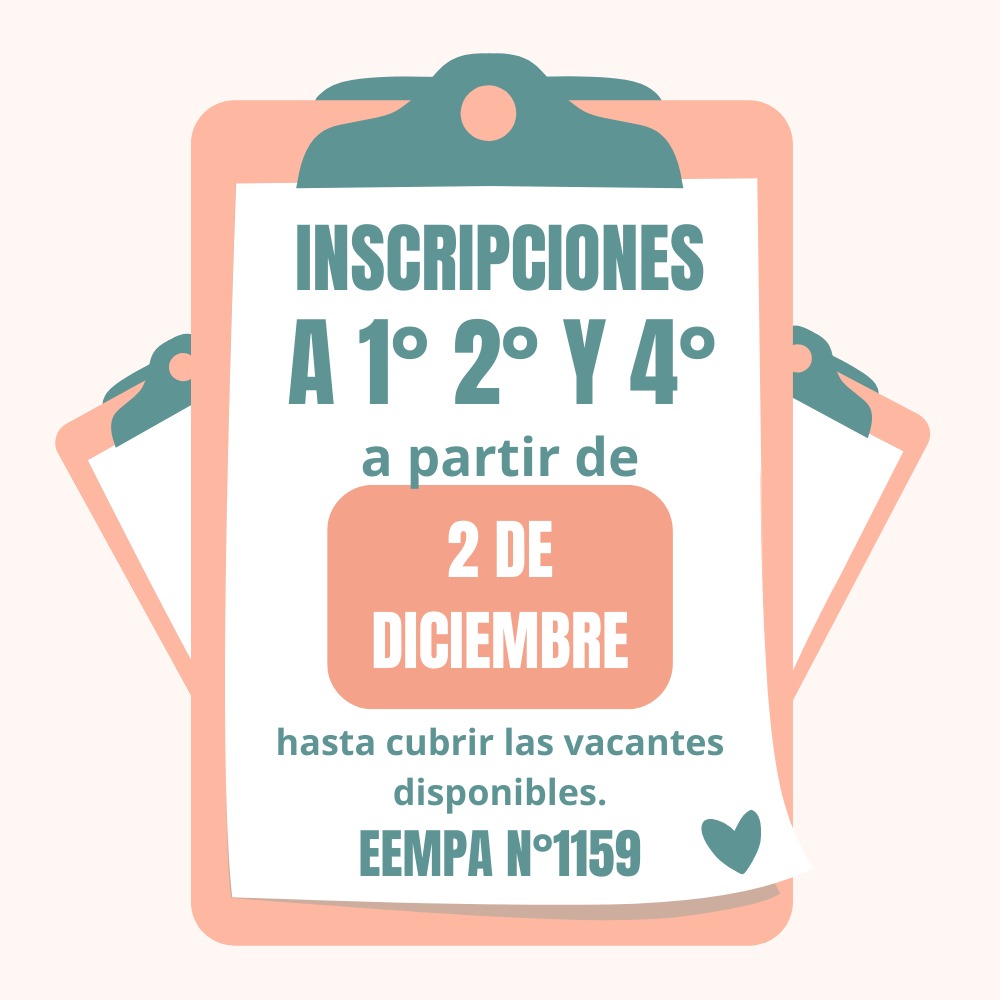 INSCRIPCIONES
A 1° 2° Y 4°
a partir de
2 DE
DICIEMBRE
hasta cubrir las vacantes
disponibles.
EEMPA N°1159